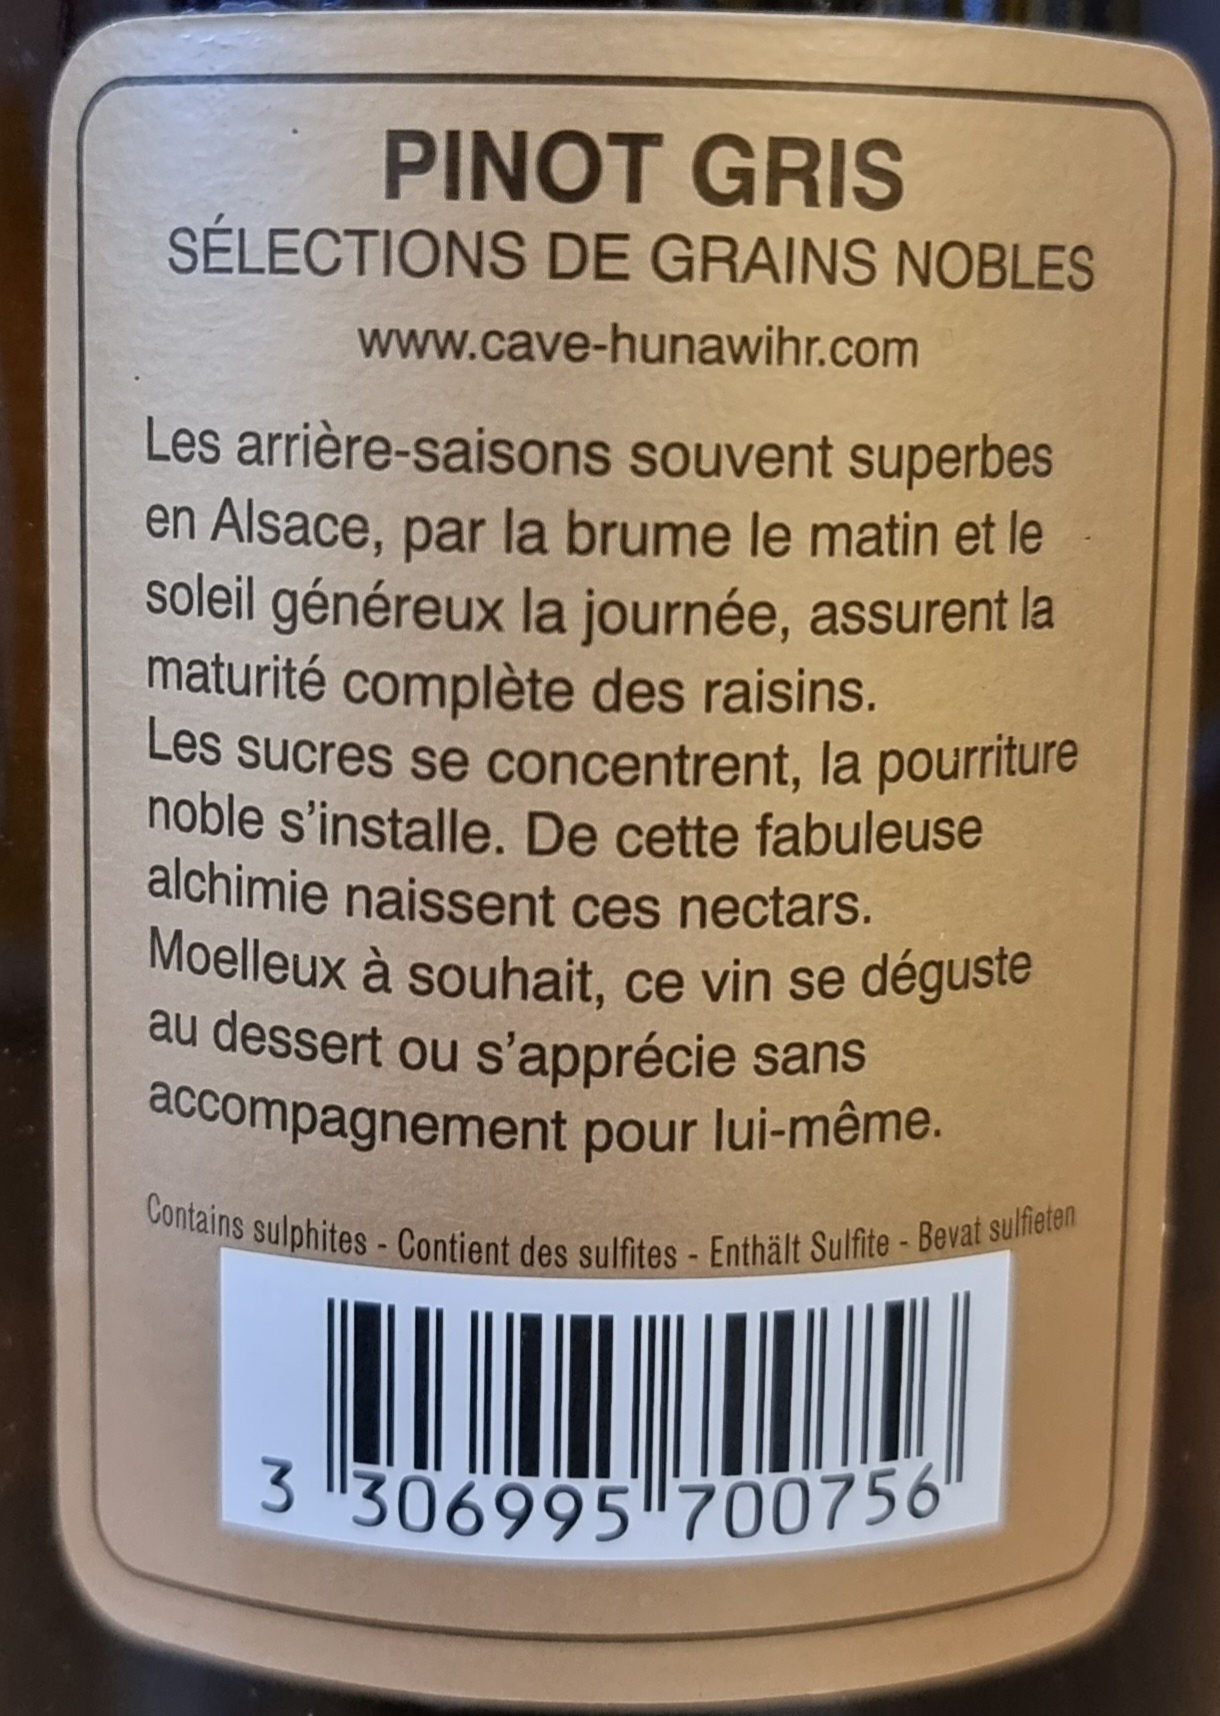 PINOT GRIS
SÉLECTIONS DE GRAINS NOBLES
www.cave-hunawihr.com
Les arrière-saisons souvent superbes
en Alsace, par la brume le matin et le
soleil généreux la journée, assurent la
maturité complète des raisins.
Les sucres se concentrent, la pourriture
noble s'installe. De cette fabuleuse
alchimie naissent ces nectars.
Moelleux à souhait, ce vin se déguste
au dessert ou s'apprécie sans
accompagnement pour lui-même.
Contains sulphites - Contient des sulfites - Enthält Sulfite - Bevat sulfieten
3 306995 700756